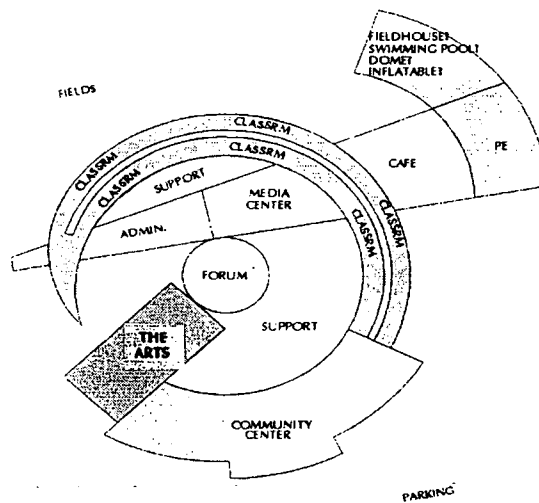 FIELDHOUSE?
SWIMMING POOL?
DOME?
INFLATABLE?
FIELDS
CLASSRM
CLASSRM
CLASSRM
CLASSRM
SUPPORT
CAFE
PE
MEDIA
CENTER
ADMIN.
CLASSRM
CLASSRM
FORUM
SUPPORT
THE
ARTS
COMMUNITY
CENTER
PARKING